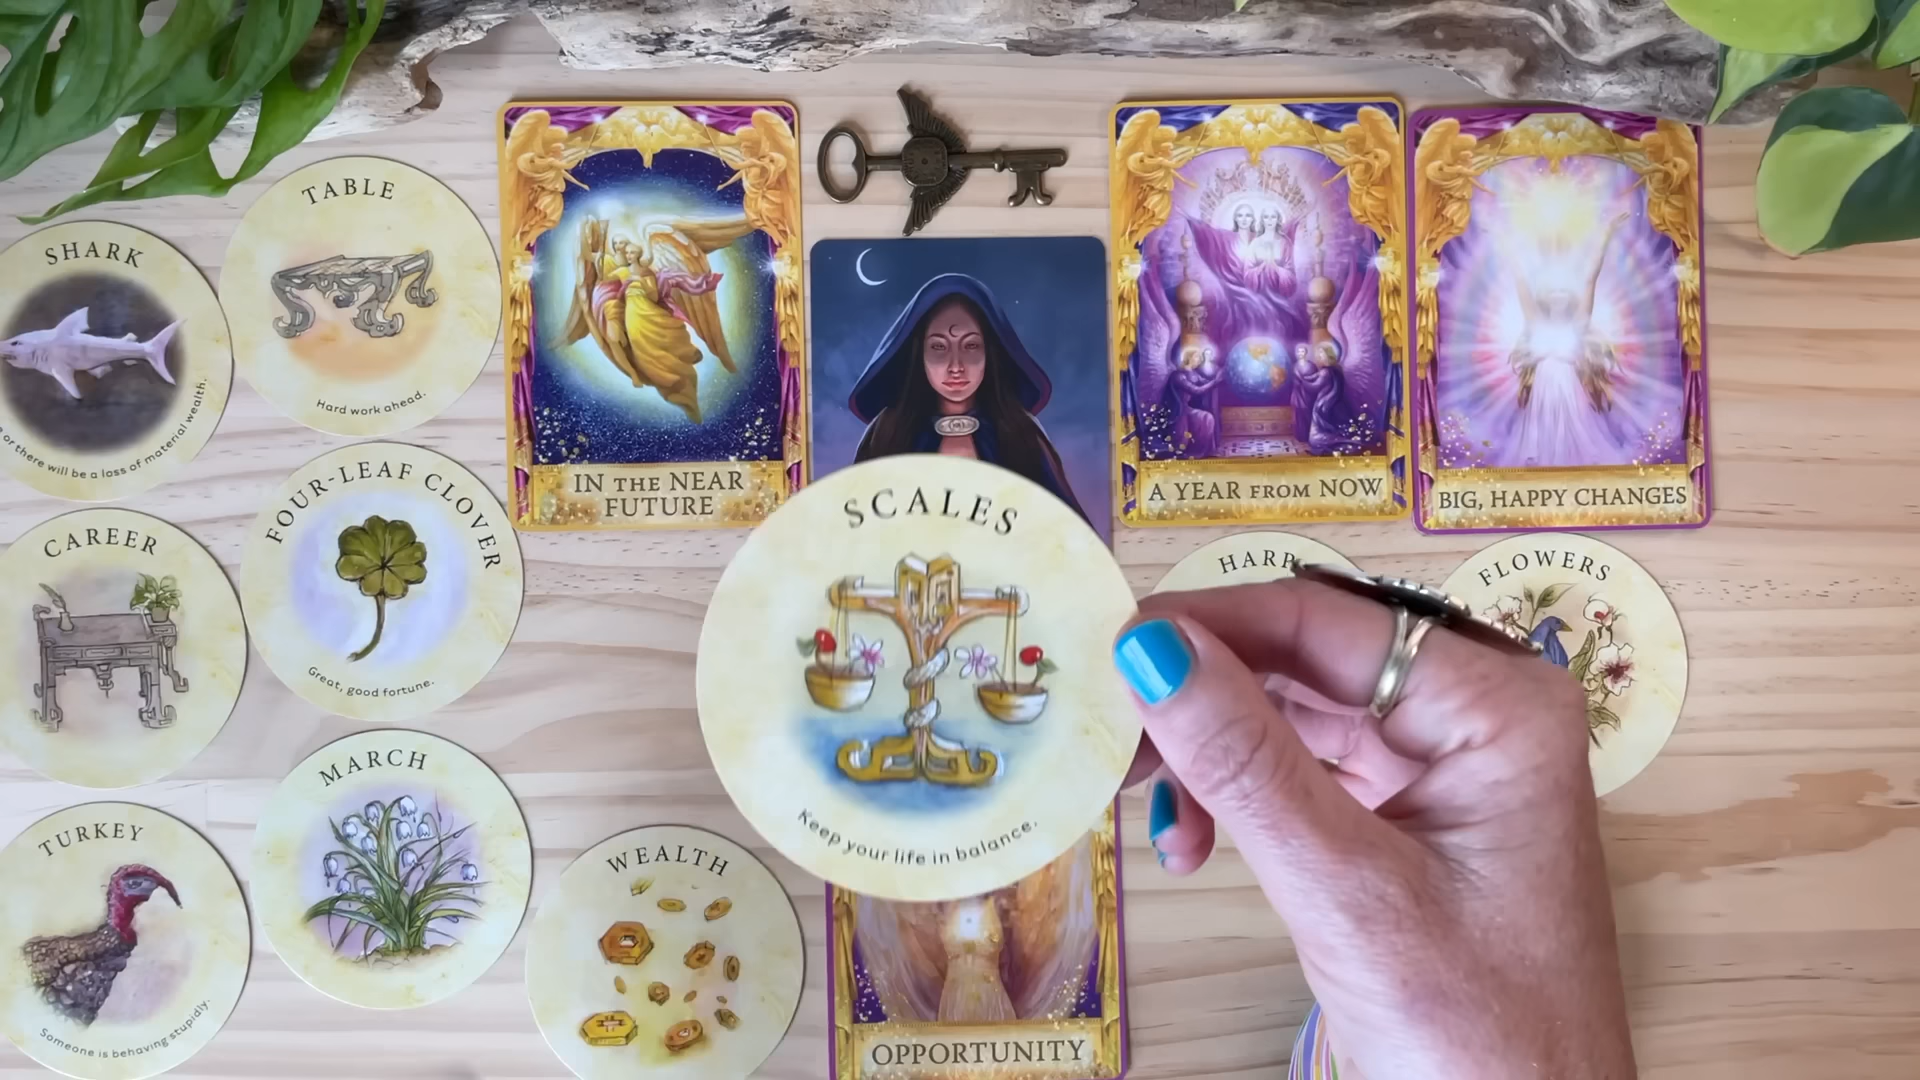 SHARK
or there will be a loss of material wealth.
TABLE
Hard work ahead.
CAREER
FOUR-LEAF CLOVER
Great, good fortune.
TURKEY
Someone is behaving stupidly.
MARCH
WEALTH
IN THE NEAR
FUTURE
SCALES
Keep your life in balance.
OPPORTUNITY
A YEAR FROM NOW
BIG, HAPPY CHANGES
HARP
FLOWERS